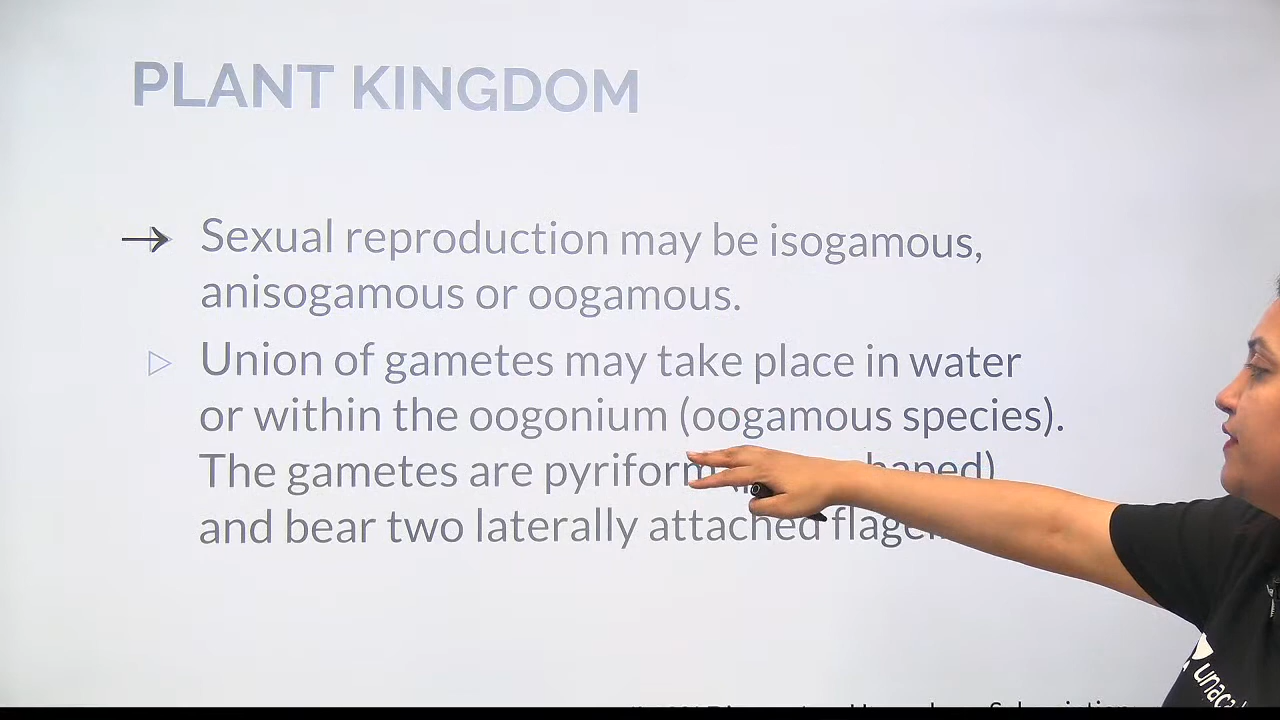 PLANT KINGDOM
Sexual reproduction may be isogamous,
anisogamous or oogamous.
Union of gametes may take place in water
or within the oogonium (oogamous species).
The gametes are pyriform
and bear two laterally attached